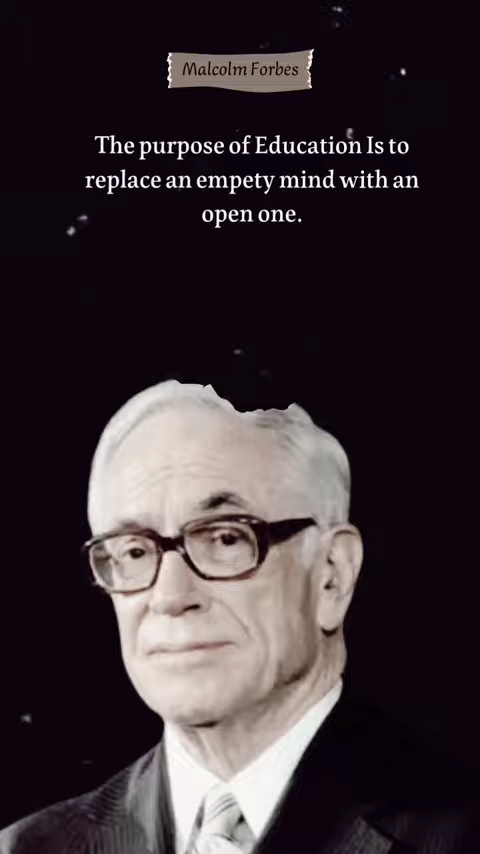 Malcolm Forbes
The purpose of Education Is to
replace an empety mind with an
open one.